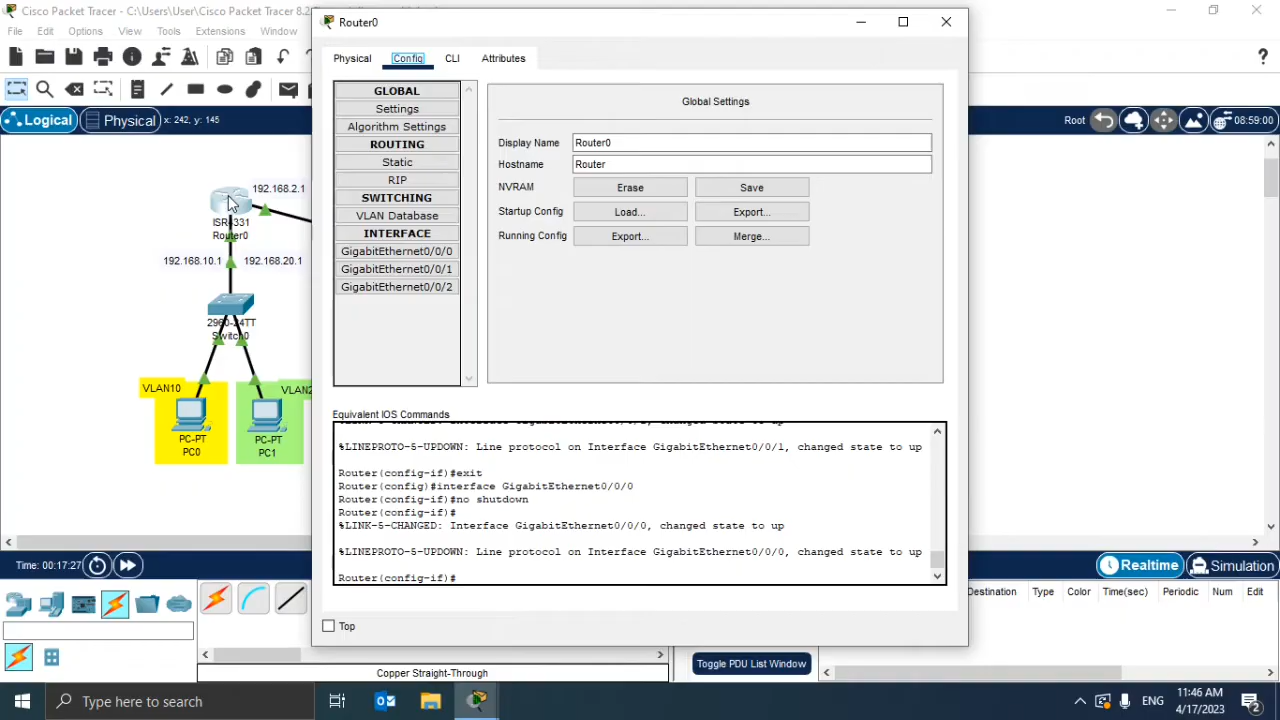 Cisco Packet Tracer - C:\Users\User\Cisco Packet Tracer 8.2
Router0
File Edit Options View Tools Extensions Window
Physical Config CLI Attributes
GLOBAL
Settings
Algorithm Settings
ROUTING
Static
RIP
SWITCHING
VLAN Database
INTERFACE
GigabitEthernet0/0/0
GigabitEthernet0/0/1
GigabitEthernet0/0/2
Global Settings
Display Name Router0
Hostname Router
NVRAM Erase Save
Startup Config Load... Export...
Running Config Export... Merge...
Equivalent IOS Commands
%LINEPROTO-5-UPDOWN: Line protocol on Interface GigabitEthernet0/0/1, changed state to up
Router(config-if)#exit
Router(config)#interface GigabitEthernet0/0/0
Router(config-if)#no shutdown
Router(config-if)#
%LINK-5-CHANGED: Interface GigabitEthernet0/0/0, changed state to up
%LINEPROTO-5-UPDOWN: Line protocol on Interface GigabitEthernet0/0/0, changed state to up
Router(config-if)#
Top
Logical Physical x: 242, y: 145
Root 08:59:00
192.168.2.1
Router0
192.168.10.1 192.168.20.1
Switch0
VLAN10
PC-PT
PC0
PC-PT
PC1
Time: 00:17:27
Realtime Simulation
Copper Straight-Through
Toggle PDU List Window
Destination Type Color Time(sec) Periodic Num Edit
Type here to search
ENG
11:46 AM
4/17/2023
2